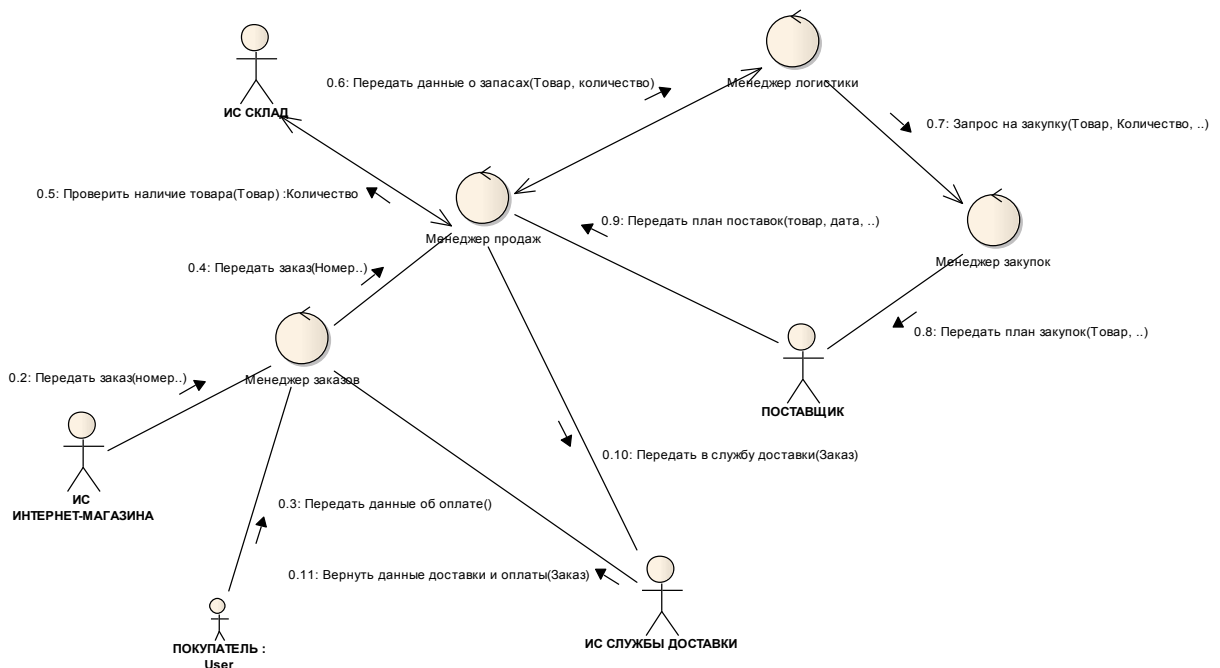 0.6: Передать данные о запасах(Товар, количество)
Менеджер логистики
ИС СКЛАД
0.7: Запрос на закупку(Товар, Количество, ..)
0.5: Проверить наличие товара(Товар) :Количество
0.9: Передать план поставок(товар, дата, ..)
Менеджер продаж
Менеджер закупок
0.4: Передать заказ(Номер..)
0.8: Передать план закупок(Товар, ..)
0.2: Передать заказ(номер..)
Менеджер заказов
ПОСТАВЩИК
0.10: Передать в службу доставки(Заказ)
ИС
ИНТЕРНЕТ-МАГАЗИНА
0.3: Передать данные об оплате()
0.11: Вернуть данные доставки и оплаты(Заказ)
ИС СЛУЖБЫ ДОСТАВКИ
ПОКУПАТЕЛЬ :
User